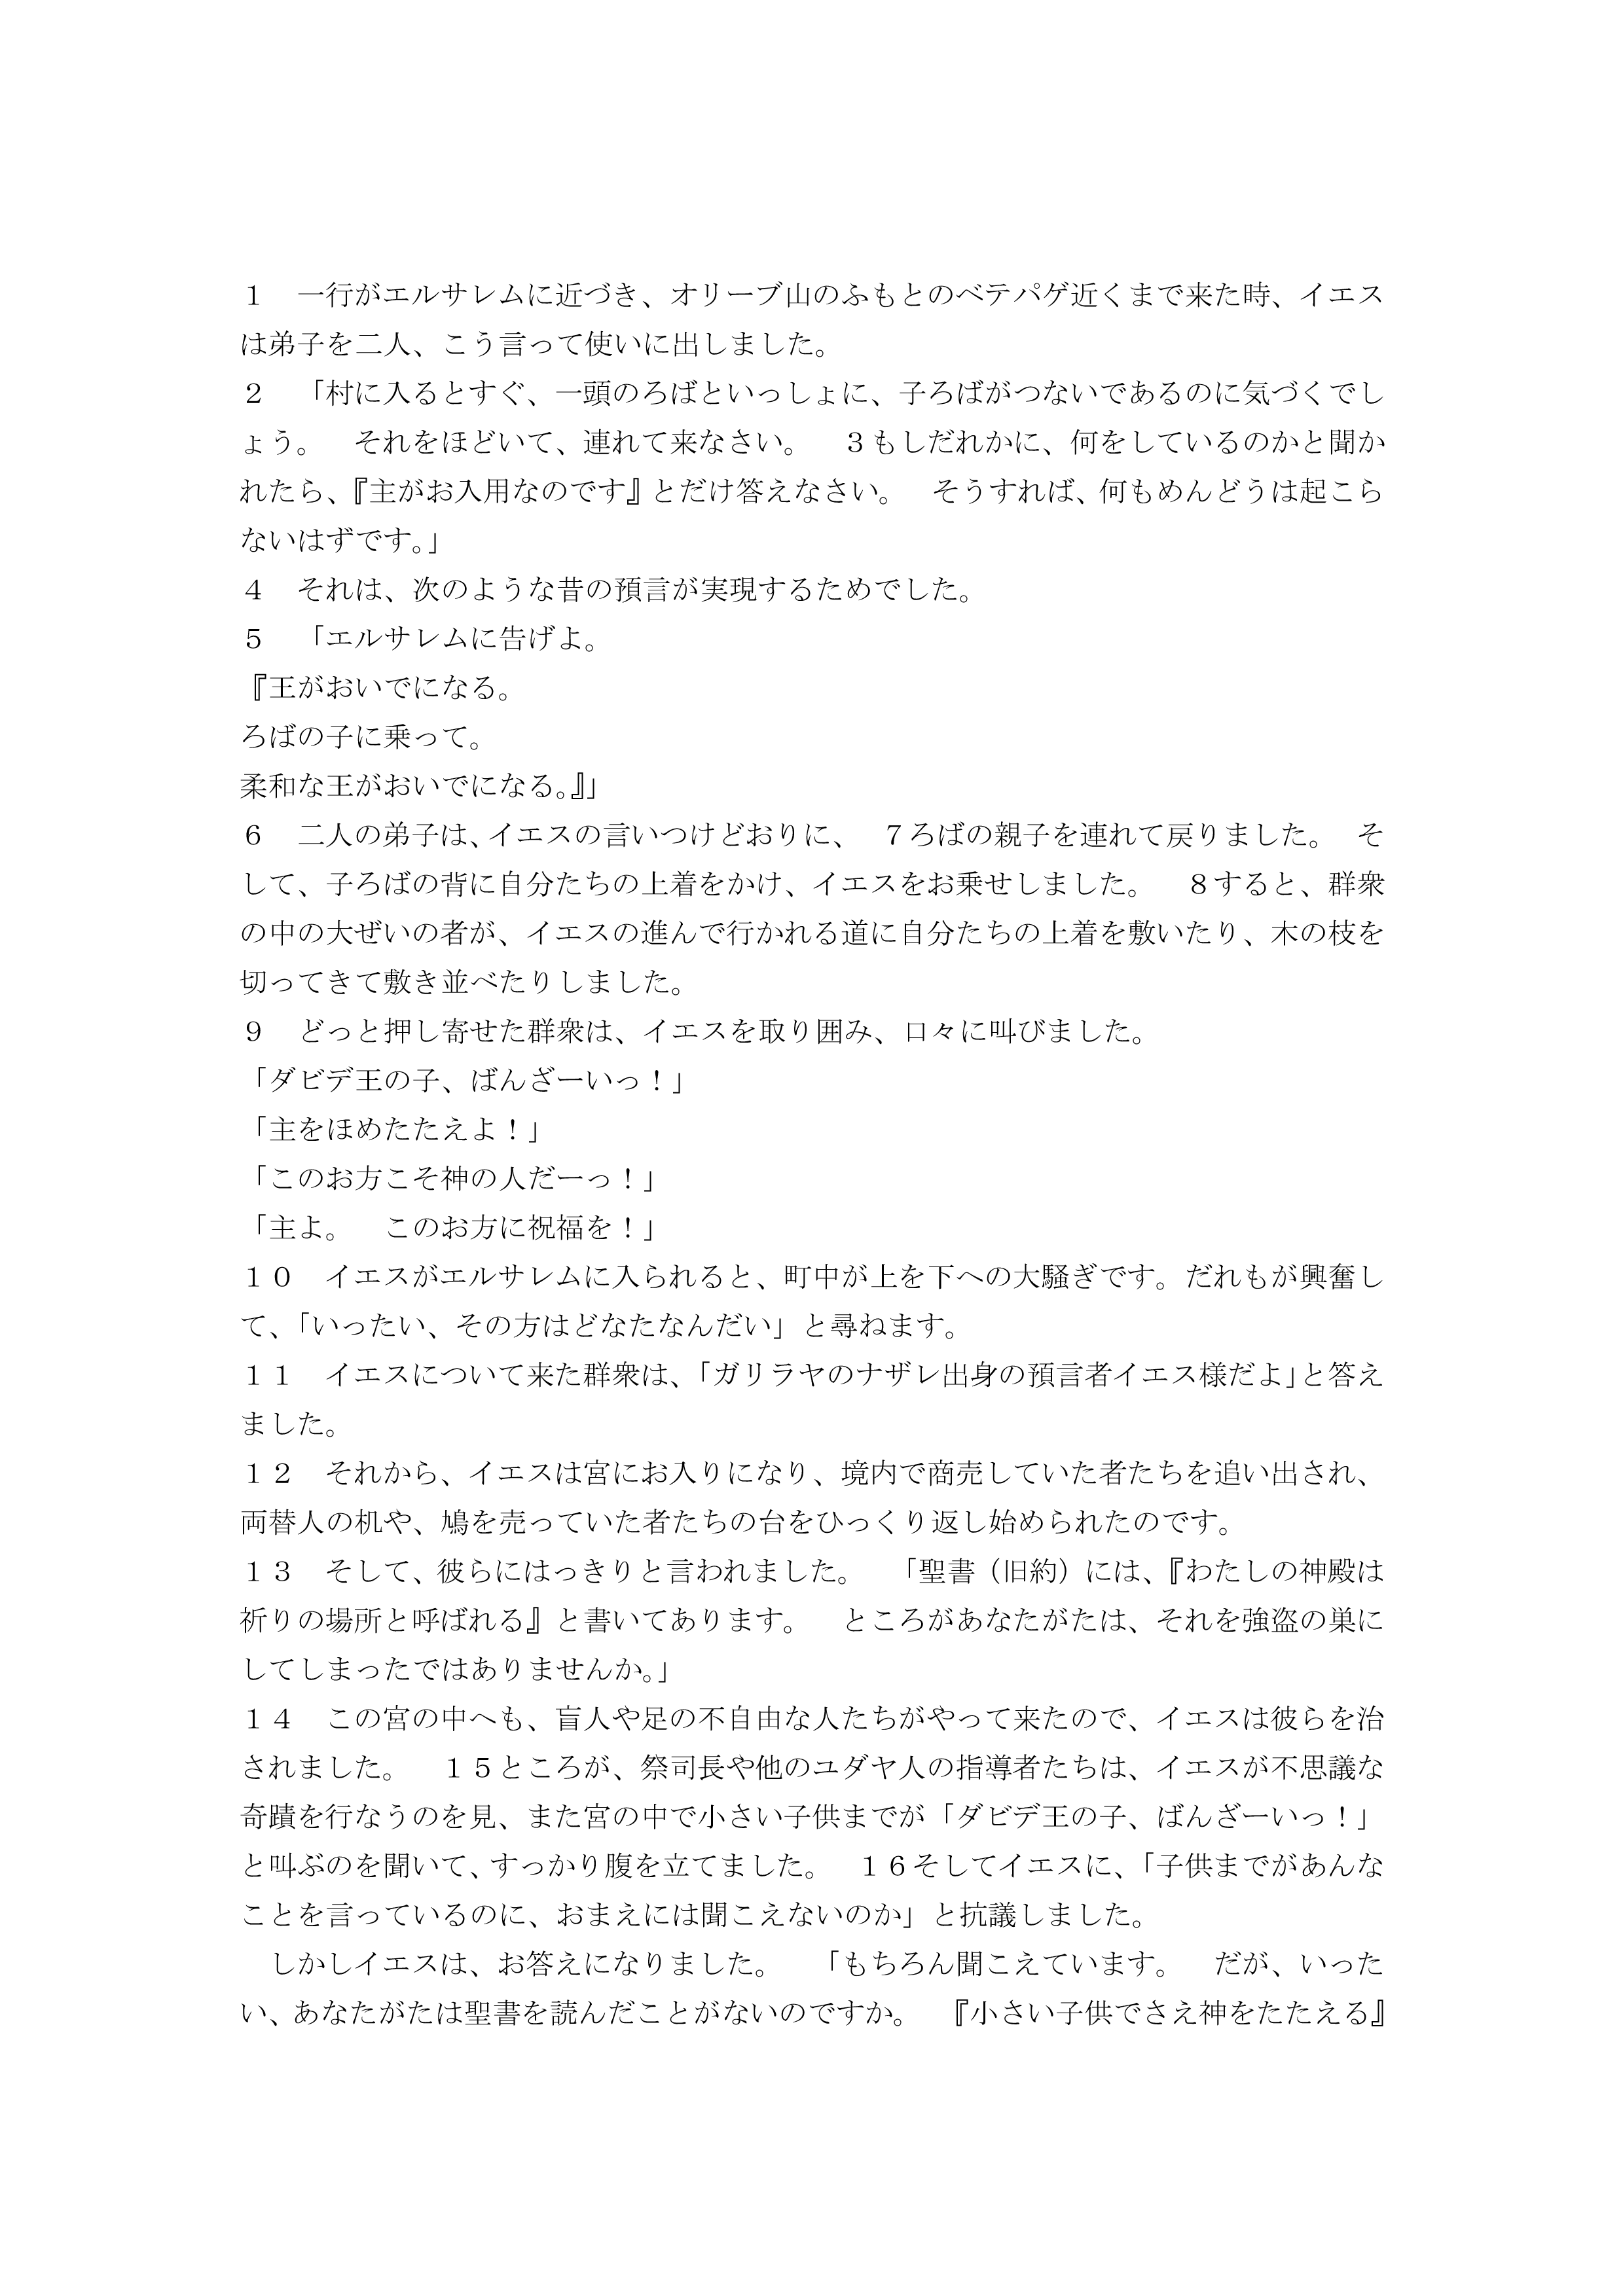 １　一行がエルサレムに近づき、オリーブ山のふもとのベテパゲ近くまで来た時、イエス
は弟子を二人、こう言って使いに出しました。
２　「村に入るとすぐ、一頭のろばといっしょに、子ろばがつないであるのに気づくでし
ょう。　それをほどいて、連れて来なさい。　３もしだれかに、何をしているのかと聞か
れたら、『主がお入用なのです』とだけ答えなさい。　そうすれば、何もめんどうは起こら
ないはずです。」
４　それは、次のような昔の預言が実現するためでした。
５　「エルサレムに告げよ。
『王がおいでになる。
ろばの子に乗って。
柔和な王がおいでになる。』」
６　二人の弟子は、イエスの言いつけどおりに、　７ろばの親子を連れて戻りました。　そ
して、子ろばの背に自分たちの上着をかけ、イエスをお乗せしました。　８すると、群衆
の中の大ぜいの者が、イエスの進んで行かれる道に自分たちの上着を敷いたり、木の枝を
切ってきて敷き並べたりしました。
９　どっと押し寄せた群衆は、イエスを取り囲み、口々に叫びました。
「ダビデ王の子、ばんざーいっ！」
「主をほめたたえよ！」
「このお方こそ神の人だーっ！」
「主よ。　このお方に祝福を！」
１０　イエスがエルサレムに入られると、町中が上を下への大騒ぎです。だれもが興奮し
て、「いったい、その方はどなたなんだい」と尋ねます。
１１　イエスについて来た群衆は、「ガリラヤのナザレ出身の預言者イエス様だよ」と答え
ました。
１２　それから、イエスは宮にお入りになり、境内で商売していた者たちを追い出され、
両替人の机や、鳩を売っていた者たちの台をひっくり返し始められたのです。
１３　そして、彼らにはっきりと言われました。　「聖書（旧約）には、『わたしの神殿は
祈りの場所と呼ばれる』と書いてあります。　ところがあなたがたは、それを強盗の巣に
してしまったではありませんか。」
１４　この宮の中へも、盲人や足の不自由な人たちがやって来たので、イエスは彼らを治
されました。　１５ところが、祭司長や他のユダヤ人の指導者たちは、イエスが不思議な
奇蹟を行なうのを見、また宮の中で小さい子供までが「ダビデ王の子、ばんざーいっ！」
と叫ぶのを聞いて、すっかり腹を立てました。　１６そしてイエスに、「子供までがあんな
ことを言っているのに、おまえには聞こえないのか」と抗議しました。
　しかしイエスは、お答えになりました。　「もちろん聞こえています。　だが、いった
い、あなたがたは聖書を読んだことがないのですか。　『小さい子供でさえ神をたたえる』